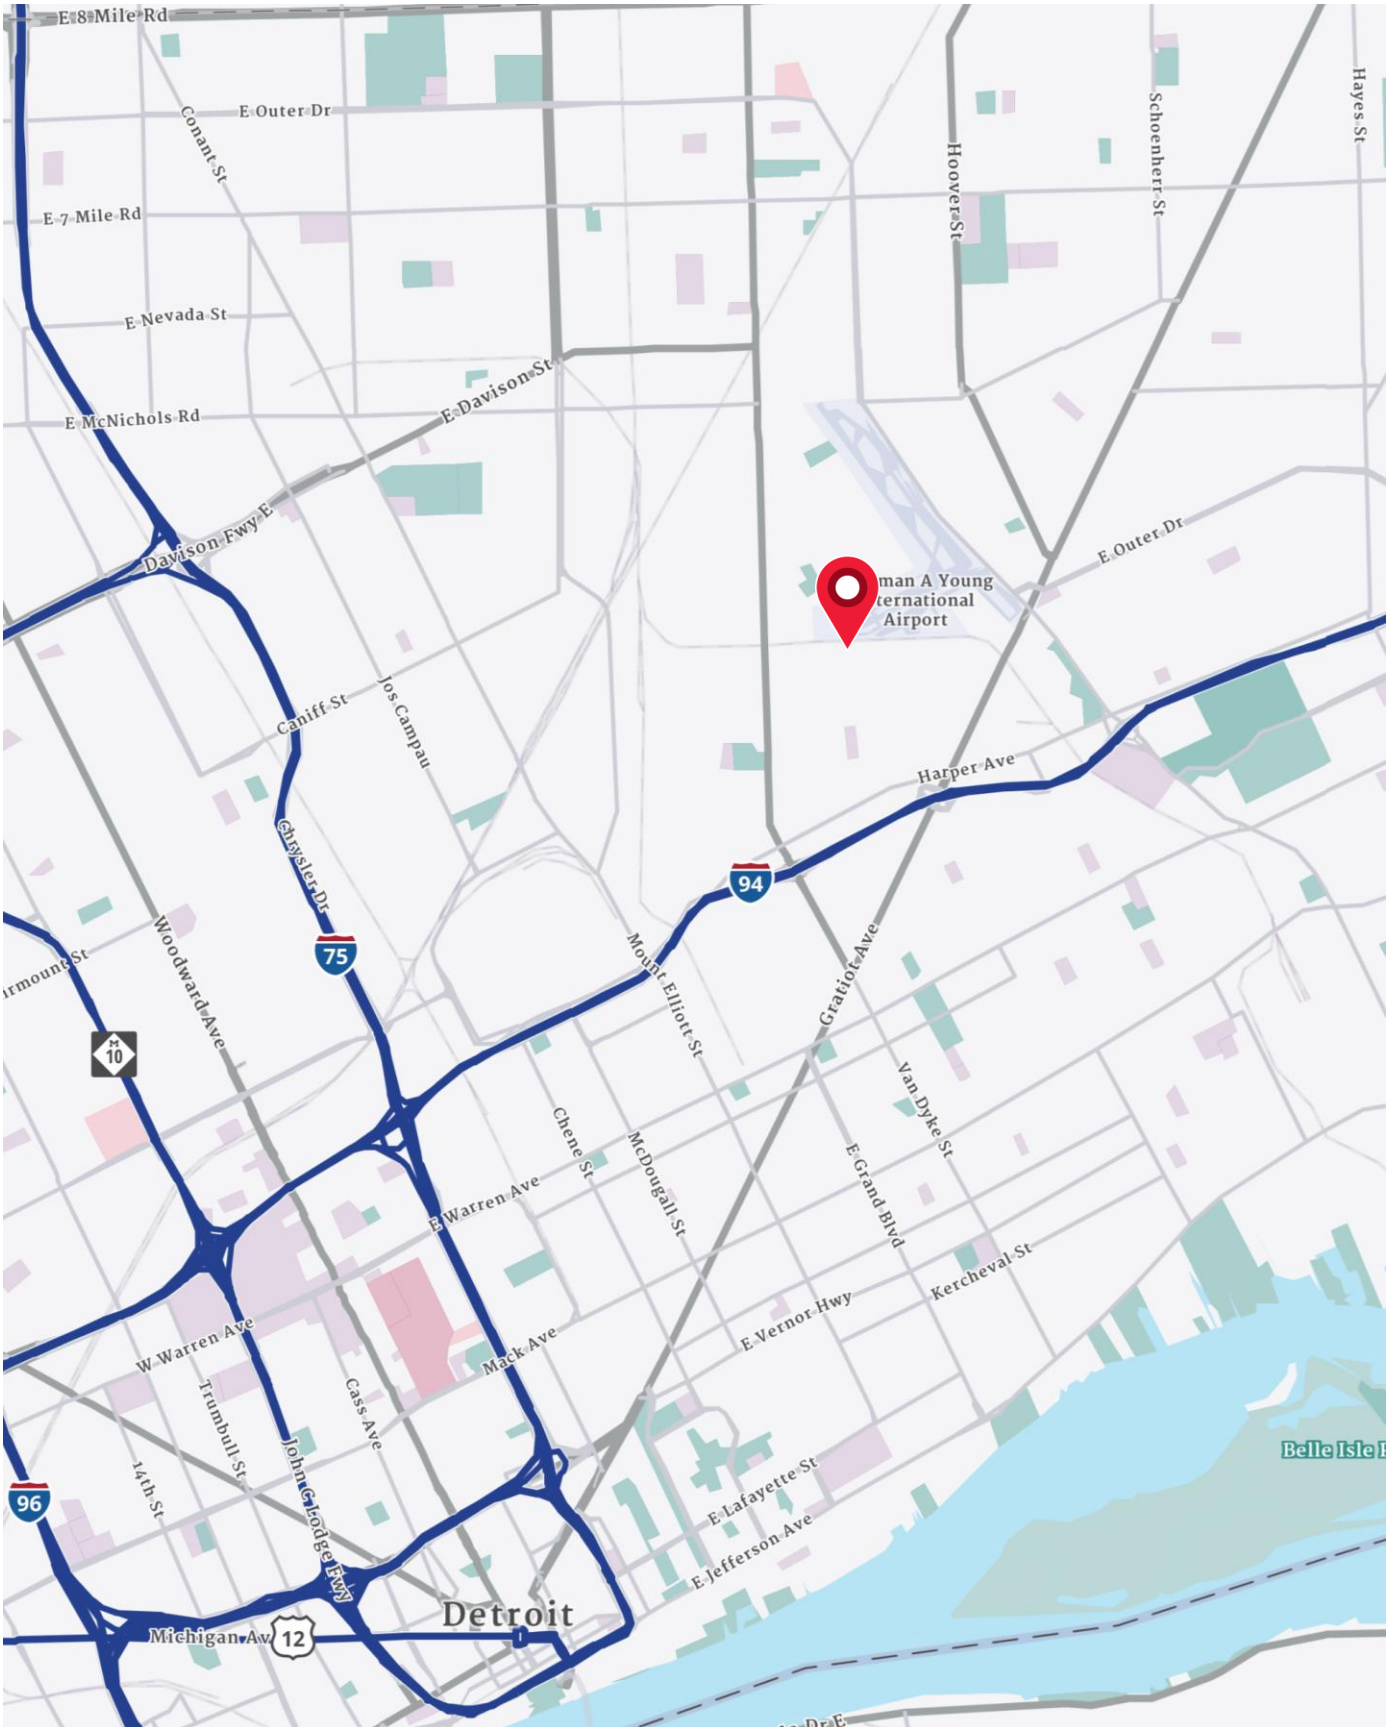 E 8 Mile Rd
E Outer Dr
Conant St
Hoover St
Schoenherr St
Hayes St
E 7 Mile Rd
E Nevada St
E Davison St
E McNichols Rd
Davison Fwy E
E Outer Dr
man A Young
ternational
Airport
Caniff St
Jos Campau
Harper Ave
Chrysler Dr
94
75
Woodward Ave
irmount St
Mount Elliott St
Gratiot Ave
M
10
Van Dyke St
Chene St
McDougall St
E Grand Blvd
E Warren Ave
Kercheval St
E Vernor Hwy
W Warren Ave
Mack Ave
Trumbull St
Cass Ave
14th St
John C Lodge Fwy
Belle Isle
96
E Lafayette St
E Jefferson Ave
Detroit
Michigan Av
12
Dr E